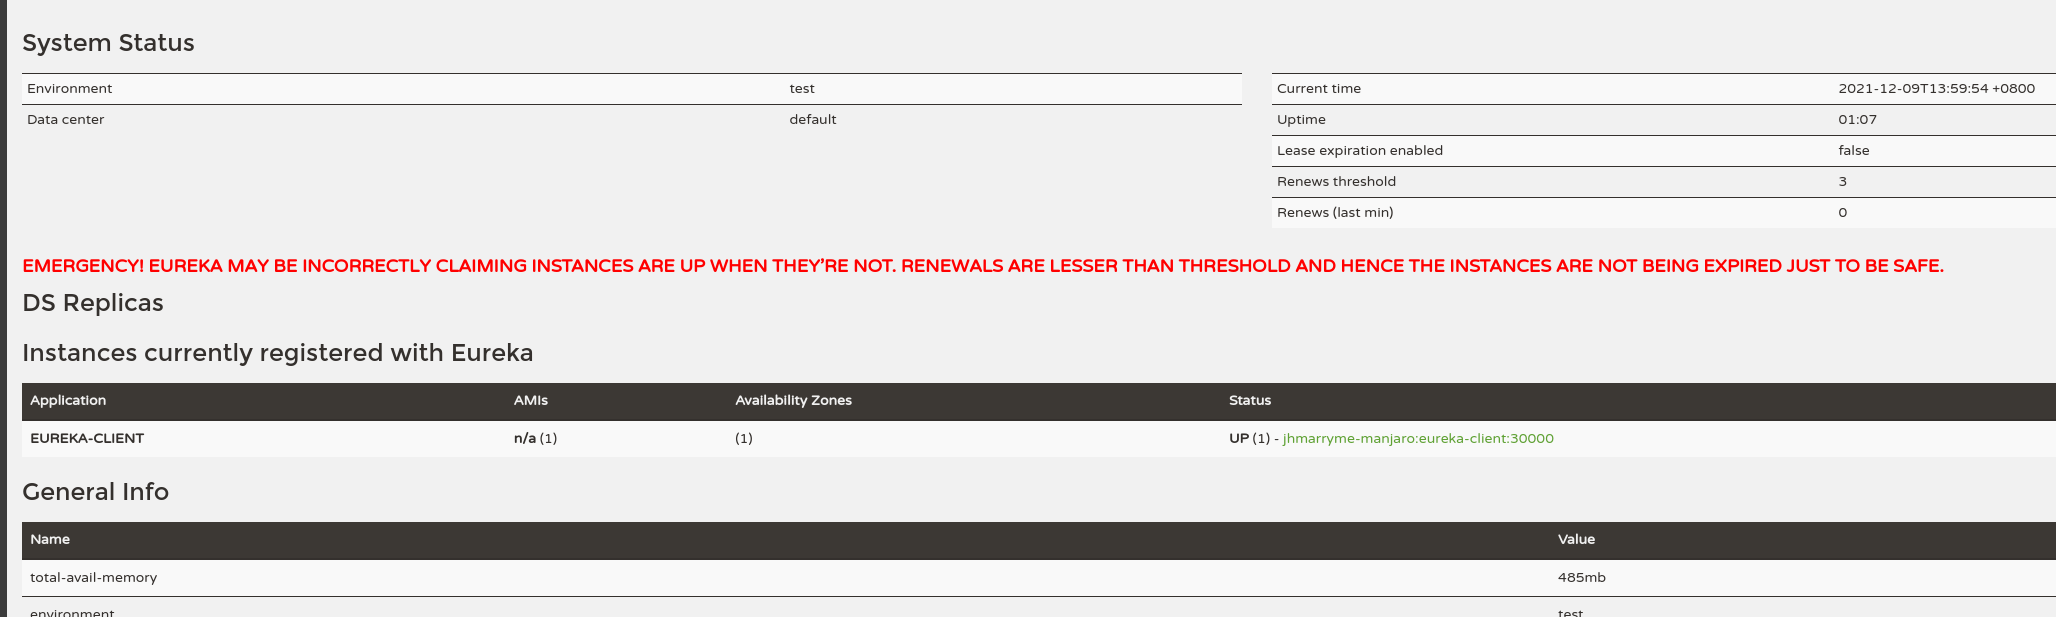 System Status
Environment test
Data center default
Current time 2021-12-09T13:59:54 +0800
Uptime 01:07
Lease expiration enabled false
Renews threshold 3
Renews (last min) 0
EMERGENCY! EUREKA MAY BE INCORRECTLY CLAIMING INSTANCES ARE UP WHEN THEY'RE NOT. RENEWALS ARE LESSER THAN THRESHOLD AND HENCE THE INSTANCES ARE NOT BEING EXPIRED JUST TO BE SAFE.
DS Replicas
Instances currently registered with Eureka
Application AMIs Availability Zones Status
EUREKA-CLIENT n/a (1) (1) UP (1) - jhmarryme-manjaro:eureka-client:30000
General Info
Name Value
total-avail-memory 485mb
environment test